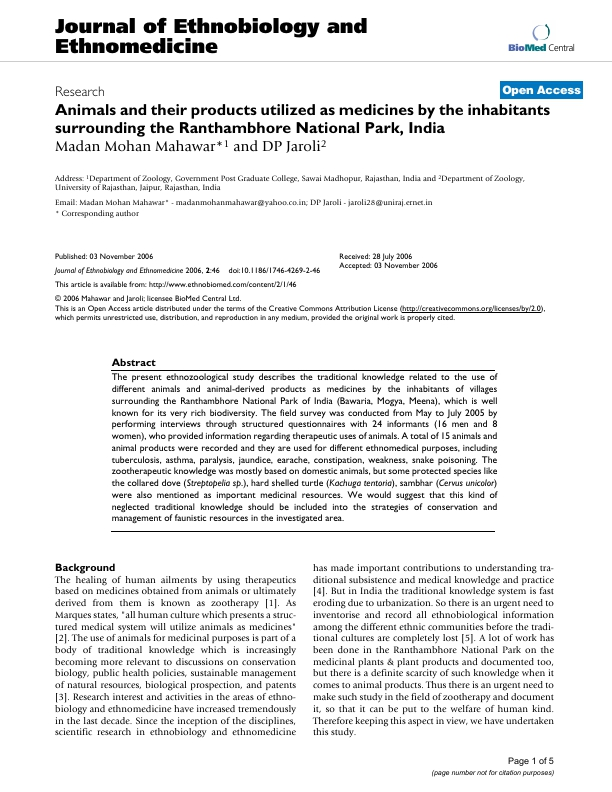 Journal of Ethnobiology and
Ethnomedicine
BioMed Central
Research
Open Access
Animals and their products utilized as medicines by the inhabitants
surrounding the Ranthambhore National Park, India
Madan Mohan Mahawar*1 and DP Jaroli2
Address: 1Department of Zoology, Government Post Graduate College, Sawai Madhopur, Rajasthan, India and 2Department of Zoology,
University of Rajasthan, Jaipur, Rajasthan, India
Email: Madan Mohan Mahawar* - madanmohanmahawar@yahoo.co.in; DP Jaroli - jaroli28@uniraj.ernet.in
* Corresponding author
Published: 03 November 2006
Journal of Ethnobiology and Ethnomedicine 2006, 2:46 doi:10.1186/1746-4269-2-46
Received: 28 July 2006
Accepted: 03 November 2006
This article is available from: http://www.ethnobiomed.com/content/2/1/46
© 2006 Mahawar and Jaroli; licensee BioMed Central Ltd.
This is an Open Access article distributed under the terms of the Creative Commons Attribution License (http://creativecommons.org/licenses/by/2.0),
which permits unrestricted use, distribution, and reproduction in any medium, provided the original work is properly cited.
Abstract
The present ethnozoological study describes the traditional knowledge related to the use of
different animals and animal-derived products as medicines by the inhabitants of villages
surrounding the Ranthambhore National Park of India (Bawaria, Mogya, Meena), which is well
known for its very rich biodiversity. The field survey was conducted from May to July 2005 by
performing interviews through structured questionnaires with 24 informants (16 men and 8
women), who provided information regarding therapeutic uses of animals. A total of 15 animals and
animal products were recorded and they are used for different ethnomedical purposes, including
tuberculosis, asthma, paralysis, jaundice, earache, constipation, weakness, snake poisoning. The
zootherapeutic knowledge was mostly based on domestic animals, but some protected species like
the collared dove (Streptopelia sp.), hard shelled turtle (Kachuga tentoria), sambhar (Cervus unicolor)
were also mentioned as important medicinal resources. We would suggest that this kind of
neglected traditional knowledge should be included into the strategies of conservation and
management of faunistic resources in the investigated area.
Background
The healing of human ailments by using therapeutics
based on medicines obtained from animals or ultimately
derived from them is known as zootherapy [1]. As
Marques states, "all human culture which presents a struc-
tured medical system will utilize animals as medicines"
[2]. The use of animals for medicinal purposes is part of a
body of traditional knowledge which is increasingly
becoming more relevant to discussions on conservation
biology, public health policies, sustainable management
of natural resources, biological prospection, and patents
[3]. Research interest and activities in the areas of ethno-
biology and ethnomedicine have increased tremendously
in the last decade. Since the inception of the disciplines,
scientific research in ethnobiology and ethnomedicine
has made important contributions to understanding tra-
ditional subsistence and medical knowledge and practice
[4]. But in India the traditional knowledge system is fast
eroding due to urbanization. So there is an urgent need to
inventorise and record all ethnobiological information
among the different ethnic communities before the tradi-
tional cultures are completely lost [5]. A lot of work has
been done in the Ranthambhore National Park on the
medicinal plants & plant products and documented too,
but there is a definite scarcity of such knowledge when it
comes to animal products. Thus there is an urgent need to
make such study in the field of zootherapy and document
it, so that it can be put to the welfare of human kind.
Therefore keeping this aspect in view, we have undertaken
this study.
Page 1 of 5
(page number not for citation purposes)